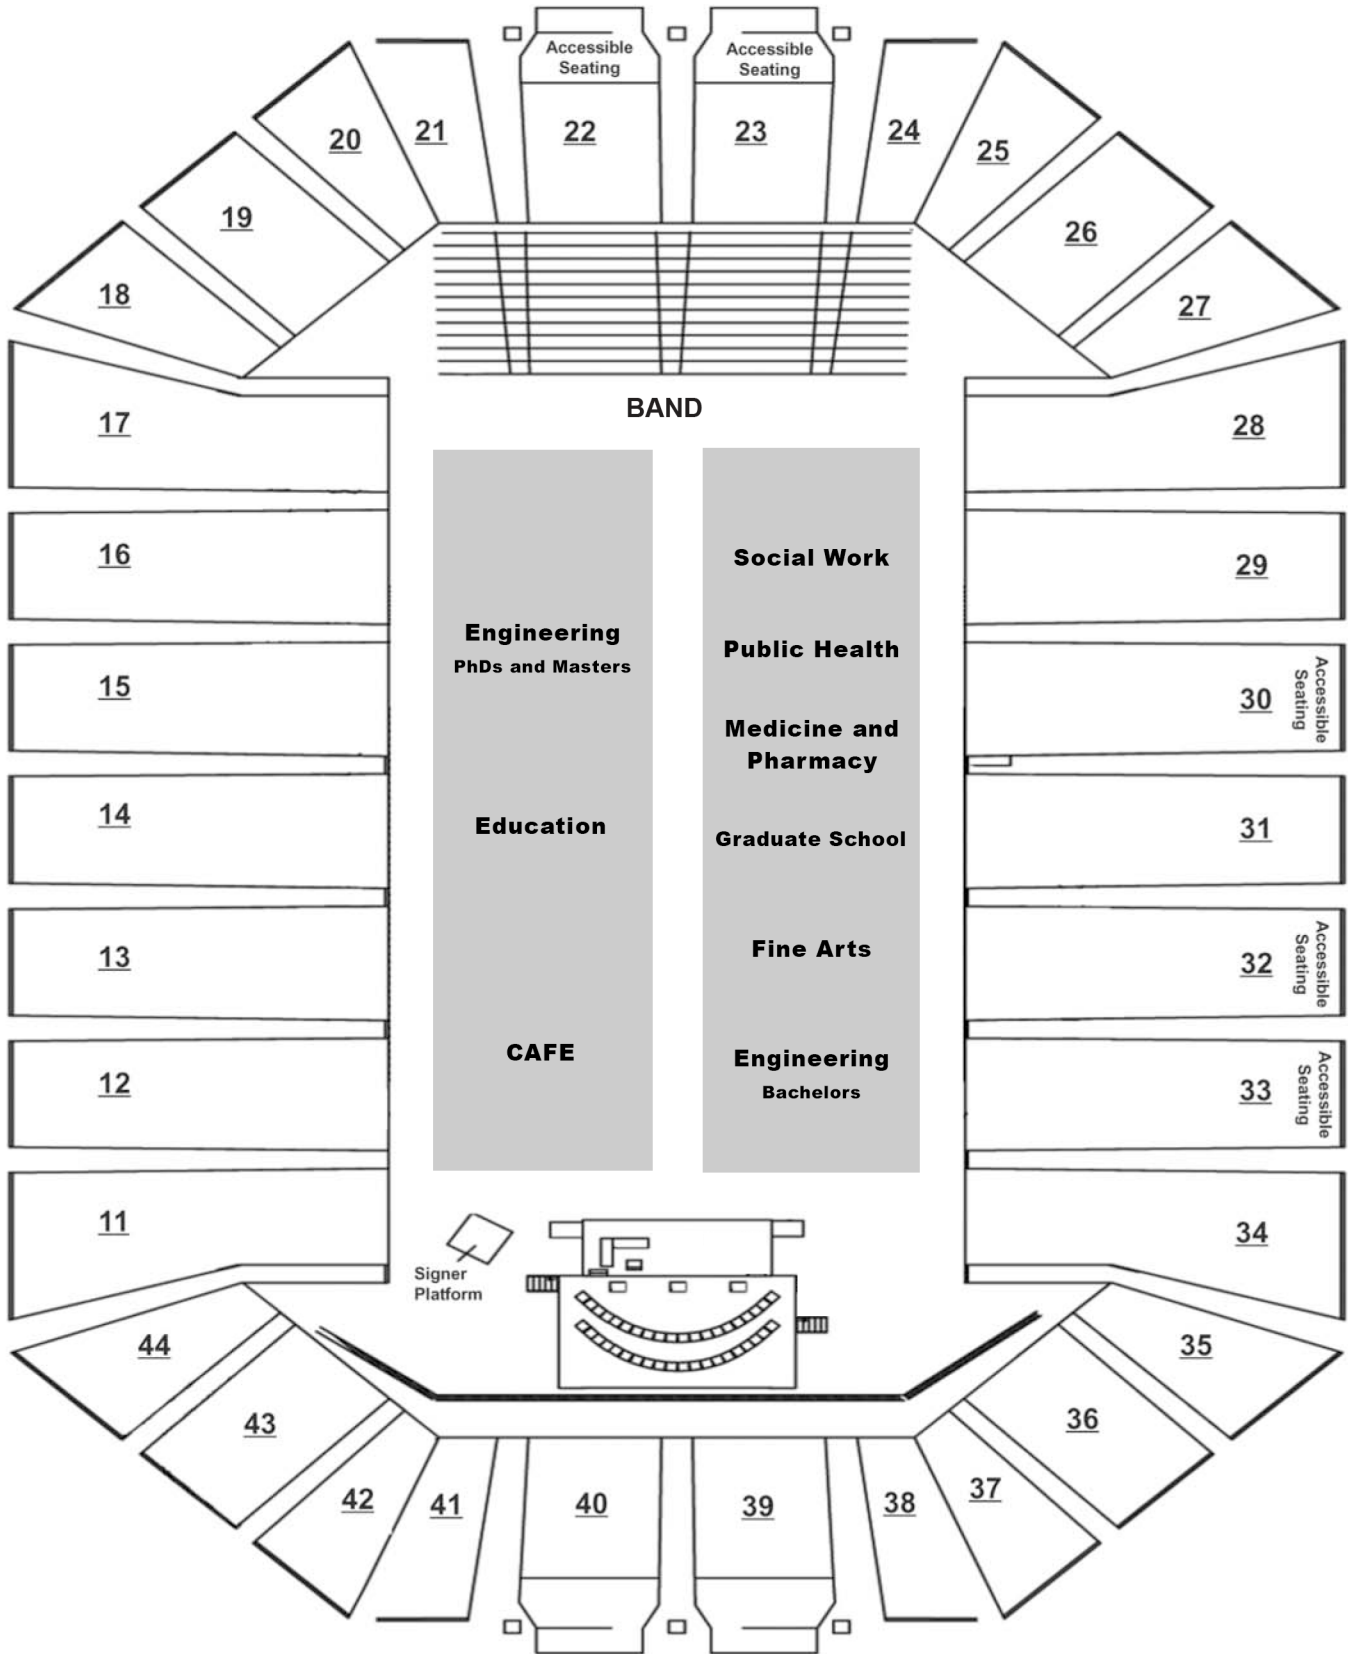 Accessible
Seating
Accessible
Seating
20
21
22
23
24
25
19
26
18
27
17
BAND
28
16
Social Work
29
Engineering
PhDs and Masters
Public Health
15
30
Accessible
Seating
Medicine and
Pharmacy
14
Education
Graduate School
31
13
Fine Arts
32
Accessible
Seating
12
CAFE
Engineering
Bachelors
33
Accessible
Seating
11
34
Signer
Platform
44
35
43
36
42
41
40
39
38
37